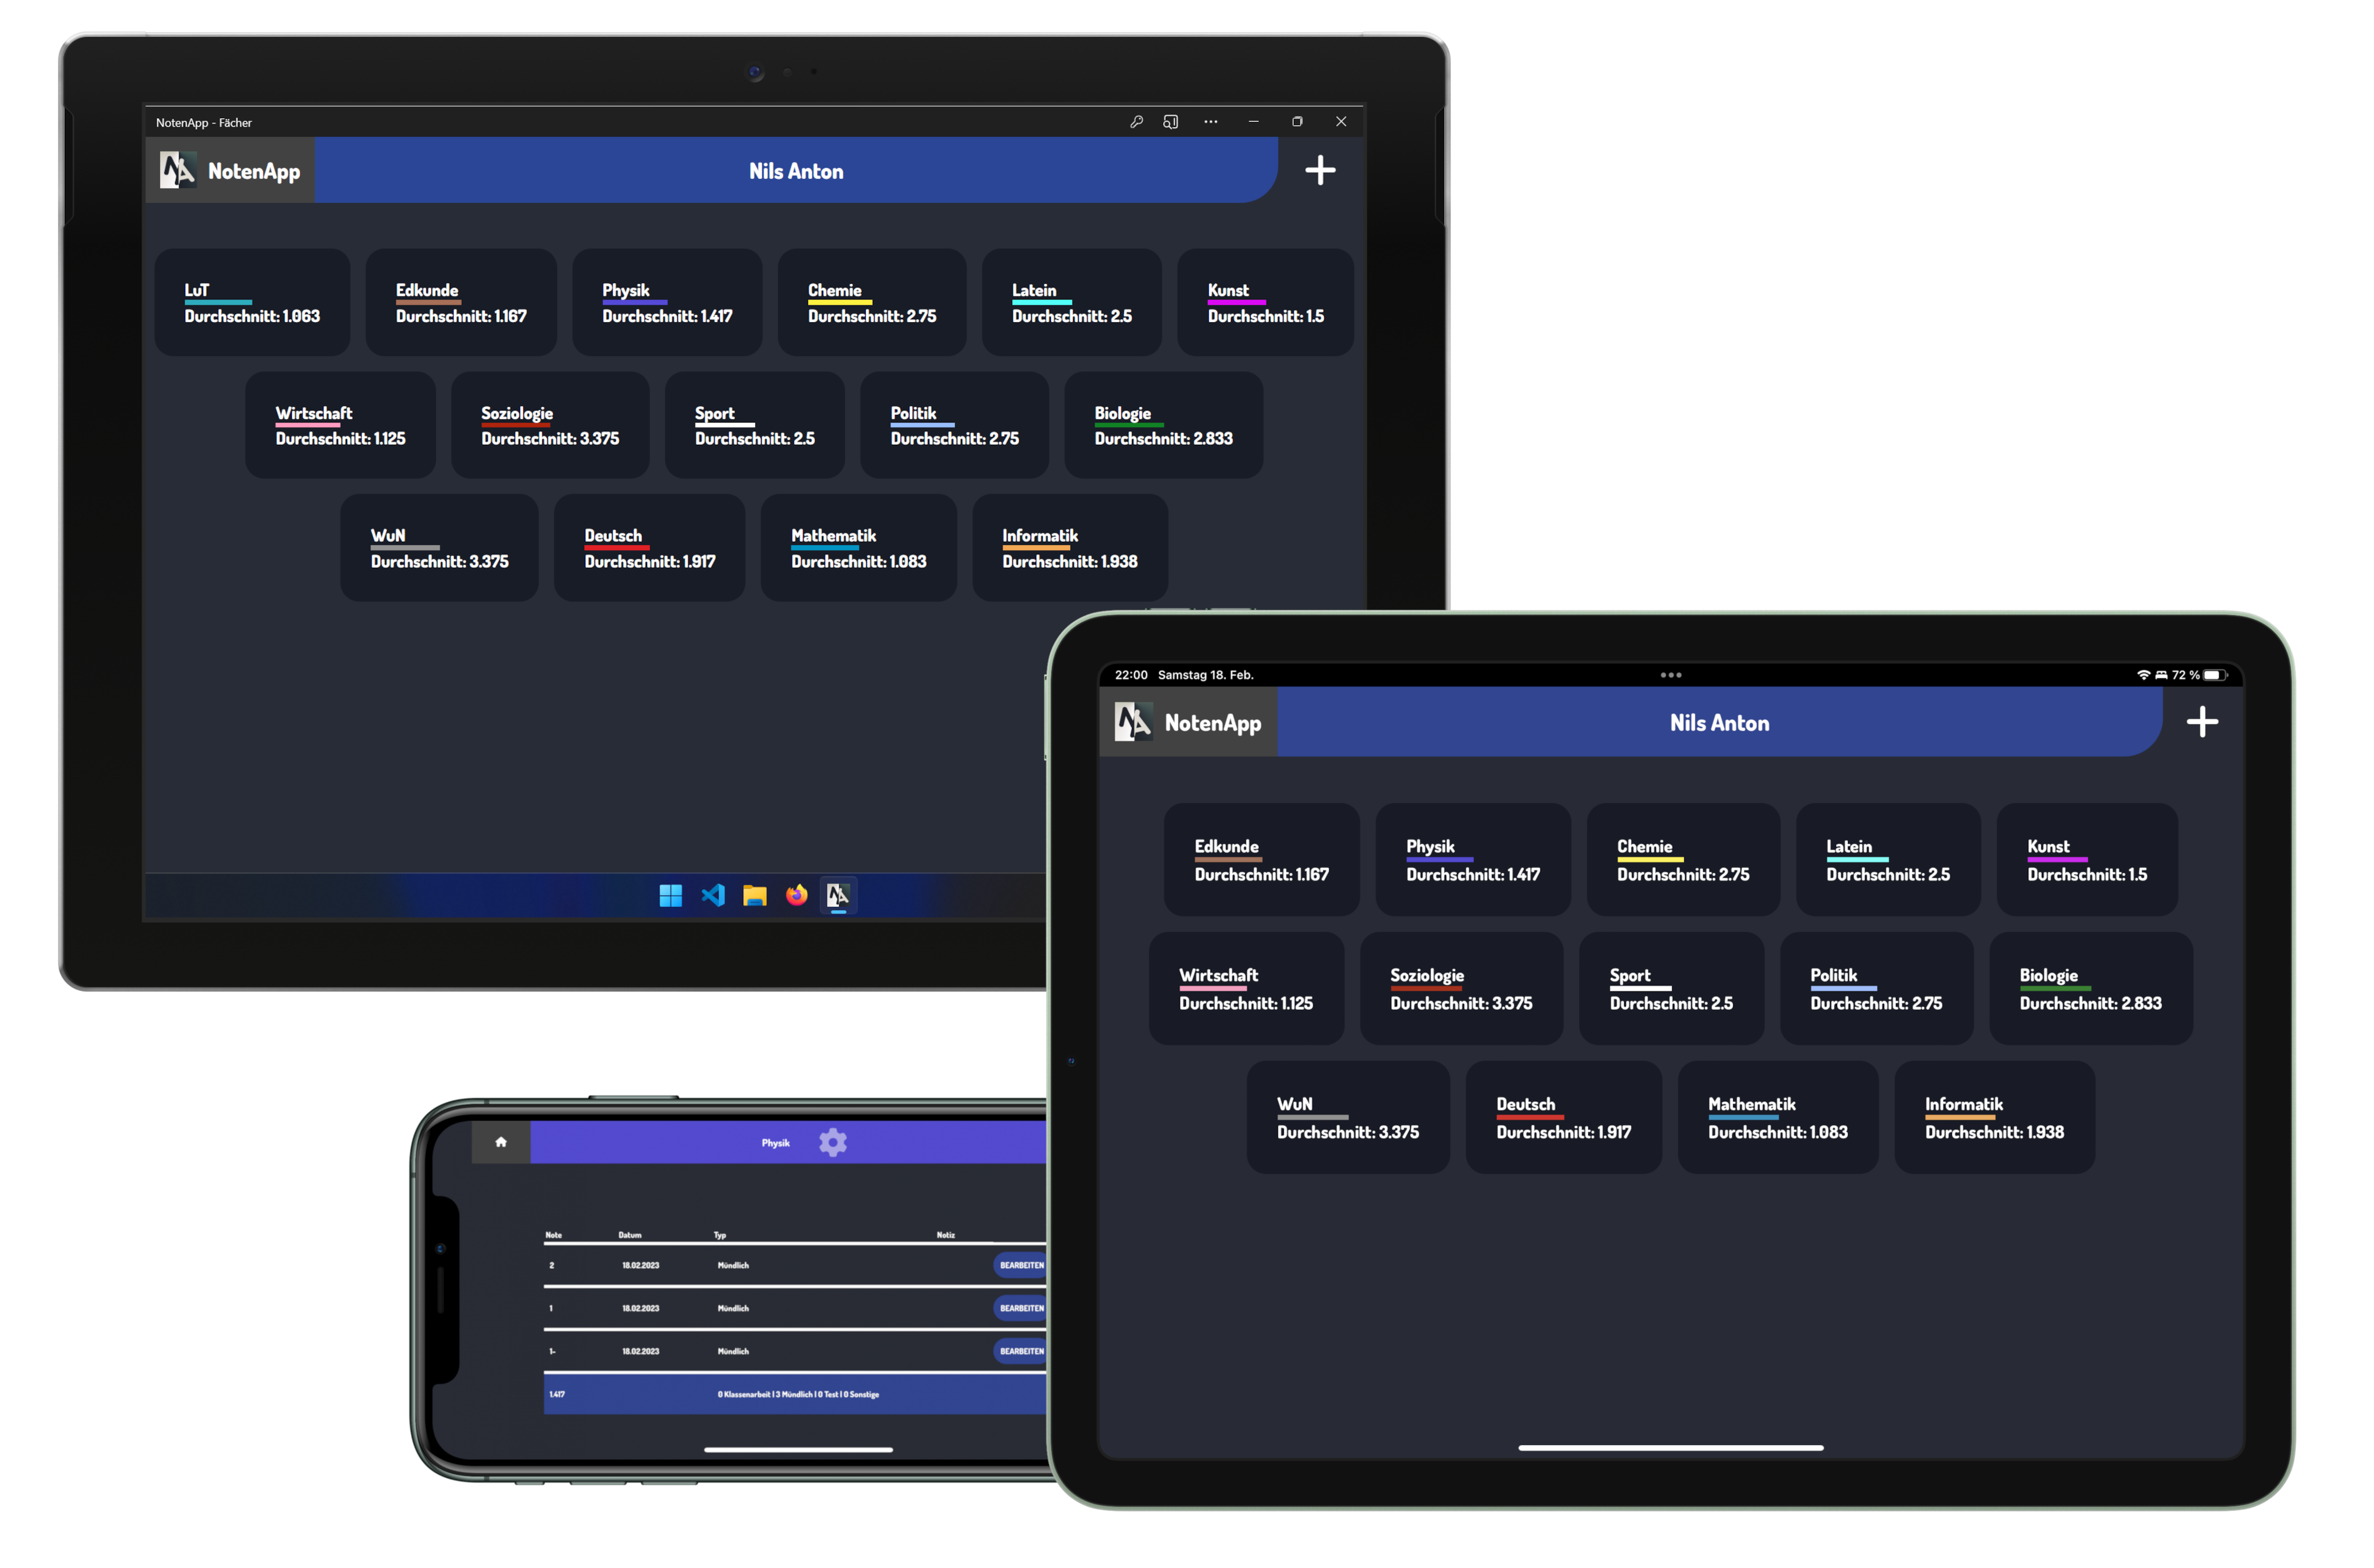 NotenApp - Fächer
NotenApp
Nils Anton
LuT
Durchschnitt: 1.063
Edkunde
Durchschnitt: 1.167
Physik
Durchschnitt: 1.417
Chemie
Durchschnitt: 2.75
Latein
Durchschnitt: 2.5
Kunst
Durchschnitt: 1.5
Wirtschaft
Durchschnitt: 1.125
Soziologie
Durchschnitt: 3.375
Sport
Durchschnitt: 2.5
Politik
Durchschnitt: 2.75
Biologie
Durchschnitt: 2.833
WuN
Durchschnitt: 3.375
Deutsch
Durchschnitt: 1.917
Mathematik
Durchschnitt: 1.083
Informatik
Durchschnitt: 1.938
22:00 Samstag 18. Feb.
72 %
NotenApp
Nils Anton
Edkunde
Durchschnitt: 1.167
Physik
Durchschnitt: 1.417
Chemie
Durchschnitt: 2.75
Latein
Durchschnitt: 2.5
Kunst
Durchschnitt: 1.5
Wirtschaft
Durchschnitt: 1.125
Soziologie
Durchschnitt: 3.375
Sport
Durchschnitt: 2.5
Politik
Durchschnitt: 2.75
Biologie
Durchschnitt: 2.833
WuN
Durchschnitt: 3.375
Deutsch
Durchschnitt: 1.917
Mathematik
Durchschnitt: 1.083
Informatik
Durchschnitt: 1.938
Physik
Note Datum Typ Notiz
2 18.02.2023 Mündlich BEARBEITEN
1 18.02.2023 Mündlich BEARBEITEN
1- 18.02.2023 Mündlich BEARBEITEN
1.417 0 Klassenarbeit | 3 Mündlich | 0 Test | 0 Sonstige